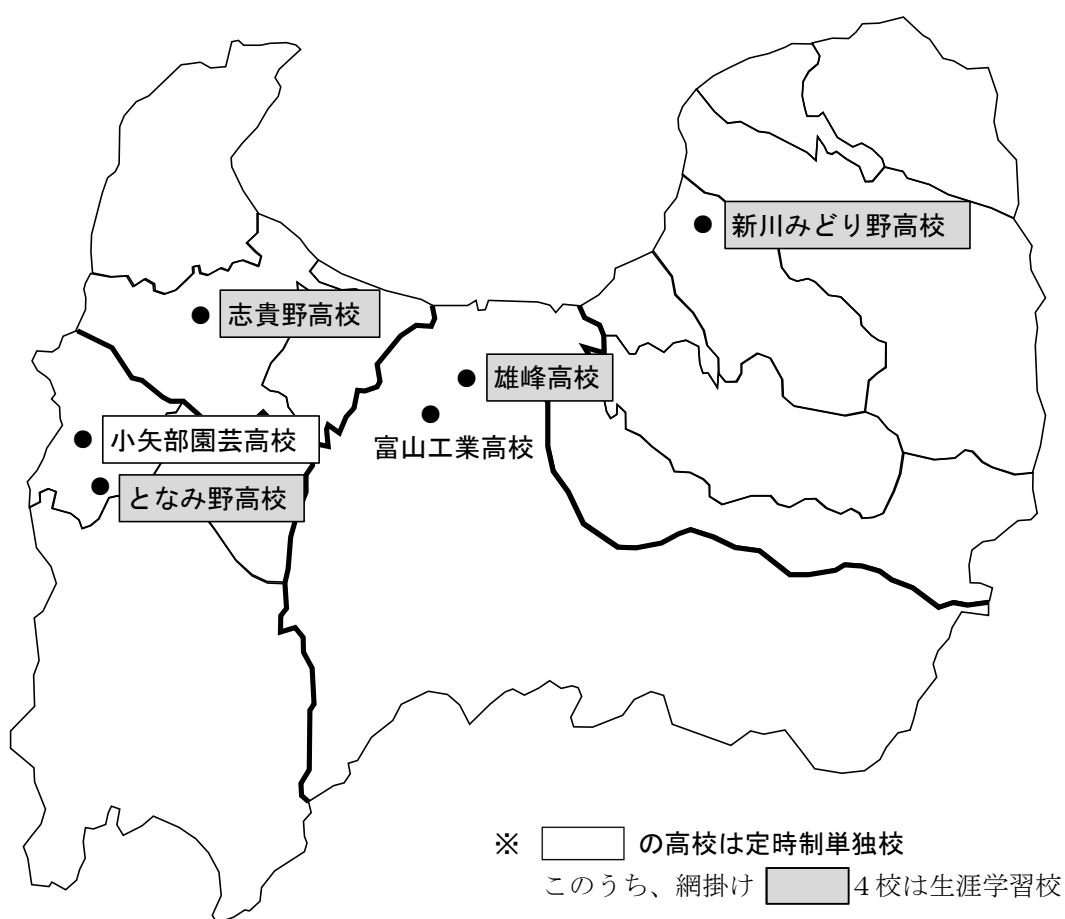 新川みどり野高校
志貴野高校
雄峰高校
富山工業高校
小矢部園芸高校
となみ野高校
※ の高校は定時制単独校
このうち、網掛け ４校は生涯学習校